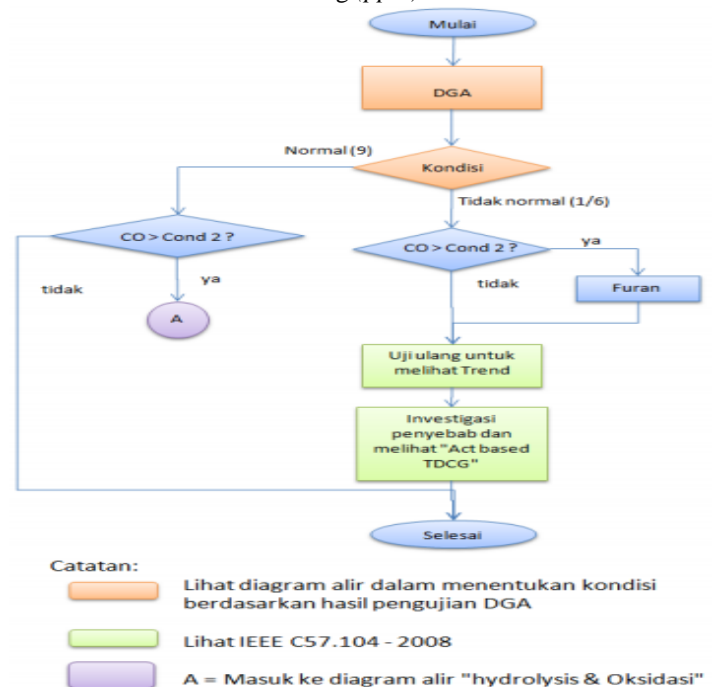 Mulai
DGA
Normal (9)
Kondisi
Tidak normal (1/6)
CO > Cond 2 ?
CO > Cond 2 ?
ya
tidak
ya
tidak
Furan
A
Uji ulang untuk
melihat Trend
Investigasi
penyebab dan
melihat "Act based
TDCG"
Selesai
Catatan:
Lihat diagram alir dalam menentukan kondisi
berdasarkan hasil pengujian DGA
Lihat IEEE C57.104 - 2008
A = Masuk ke diagram alir "hydrolysis & Oksidasi"